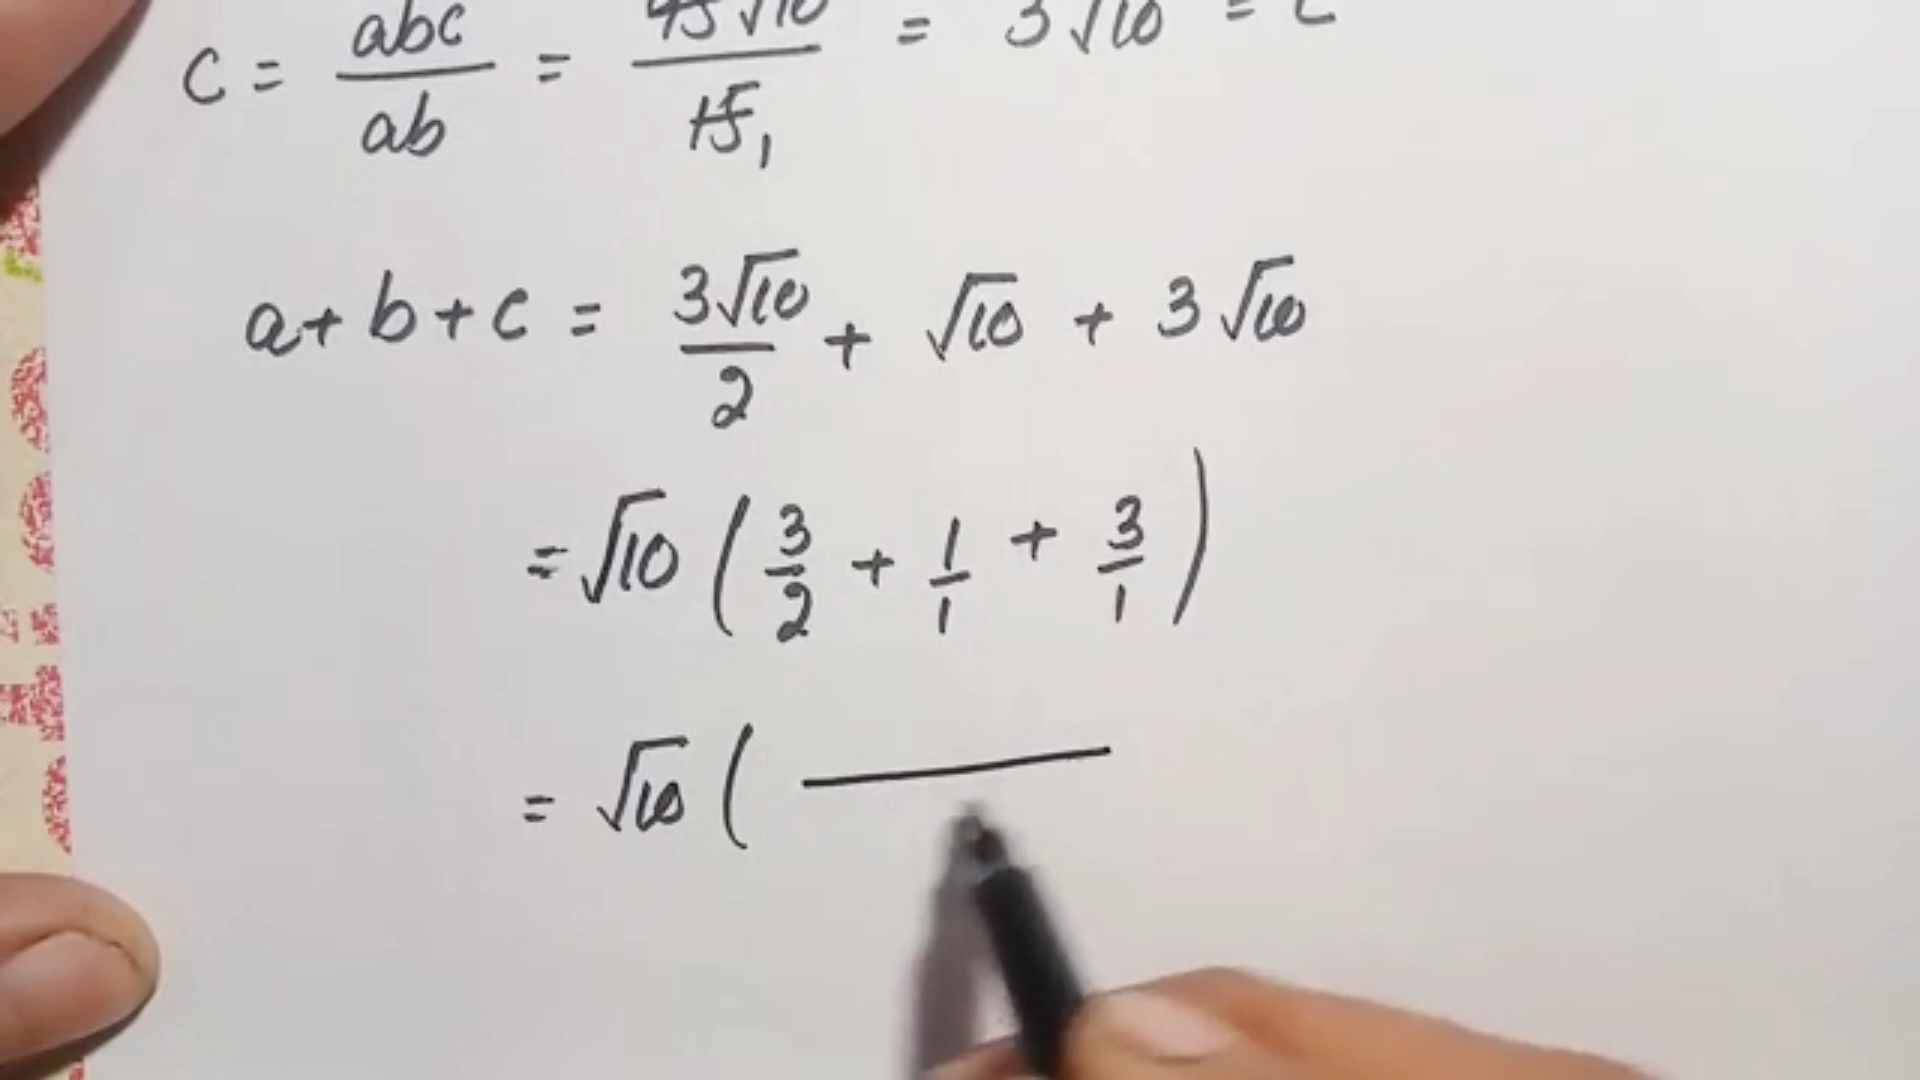 c = abc/ab = 45√10/15 1 = 3√10 = c
a + b + c = 3√10/2 + √10 + 3√10
= √10 ( 3/2 + 1/1 + 3/1 )
= √10 (